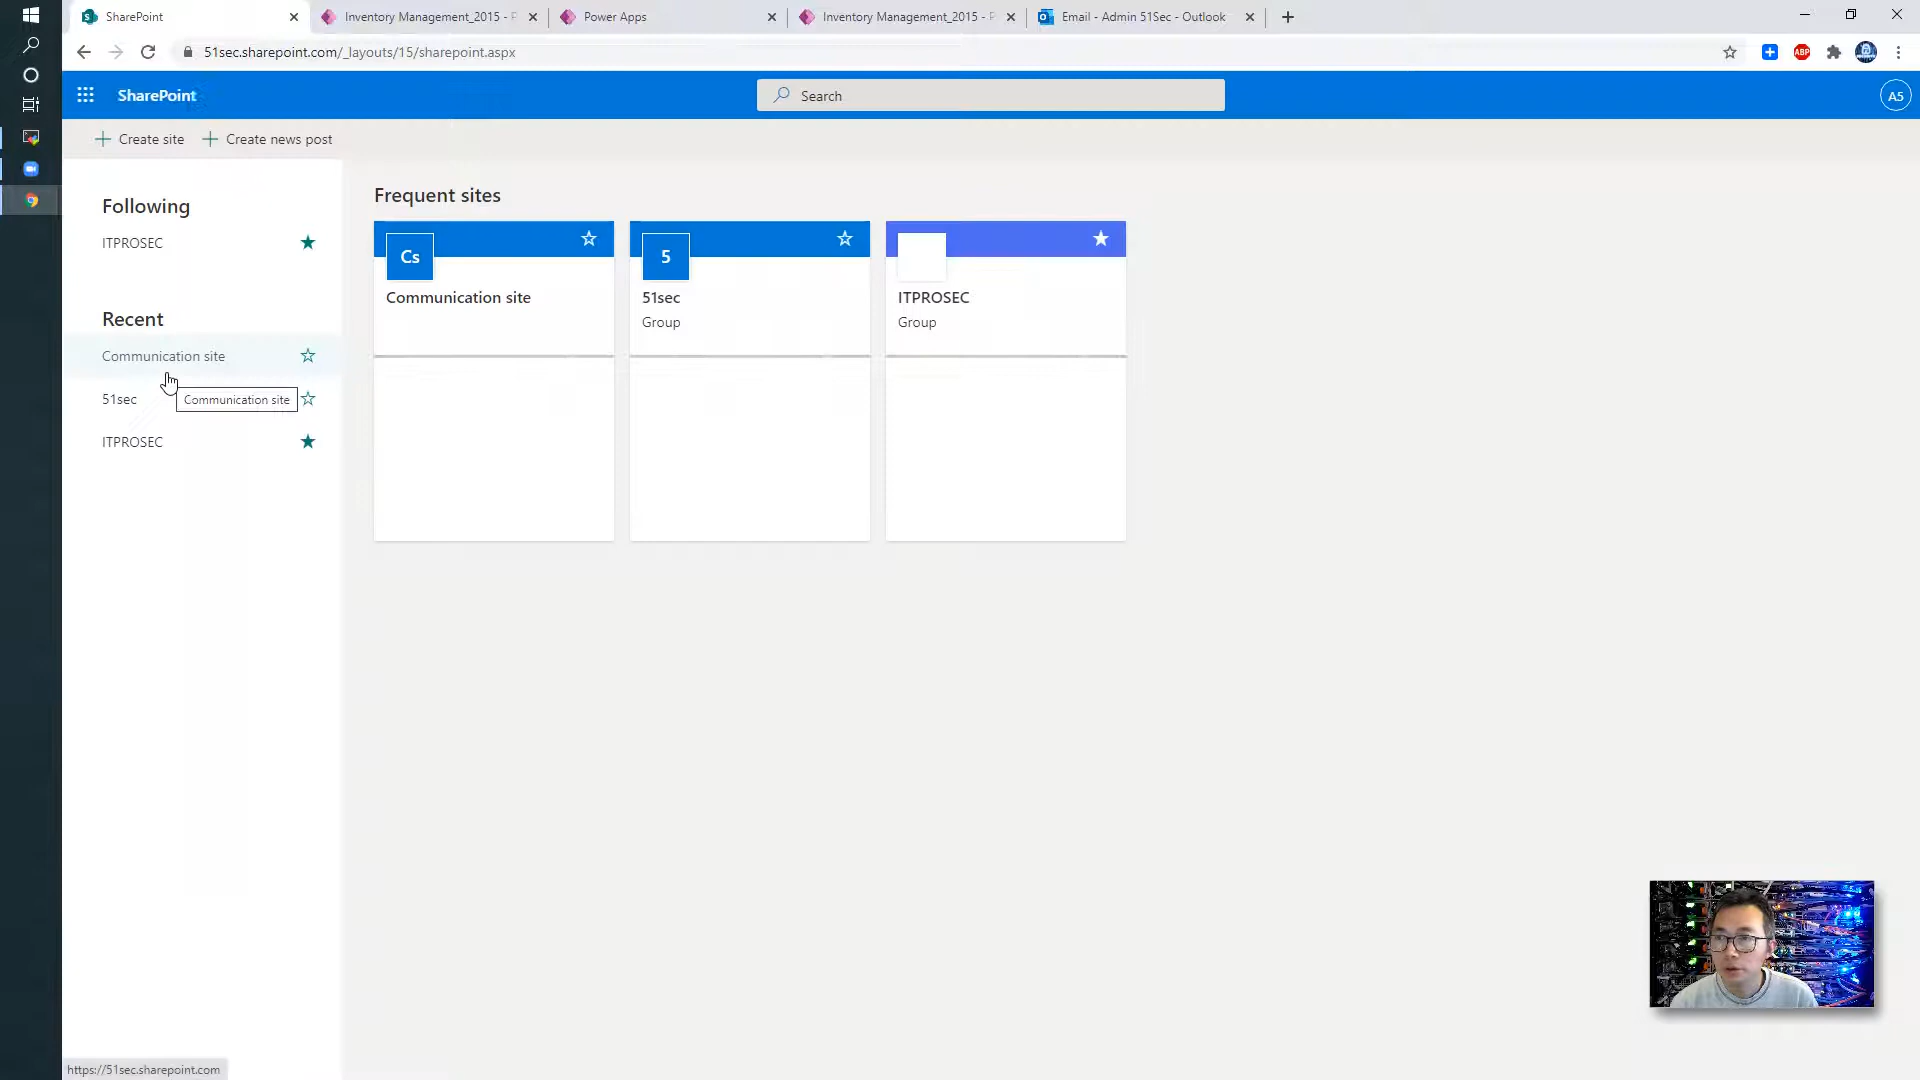 SharePoint
Inventory Management_2015 - P
Power Apps
Inventory Management_2015 - P
Email - Admin 51Sec - Outlook
51sec.sharepoint.com/_layouts/15/sharepoint.aspx
ABP
SharePoint
Search
A5
Create site
Create news post
Following
ITPROSEC
Recent
Communication site
51sec
Communication site
ITPROSEC
Frequent sites
Cs
Communication site
5
51sec
Group
ITPROSEC
Group
https://51sec.sharepoint.com